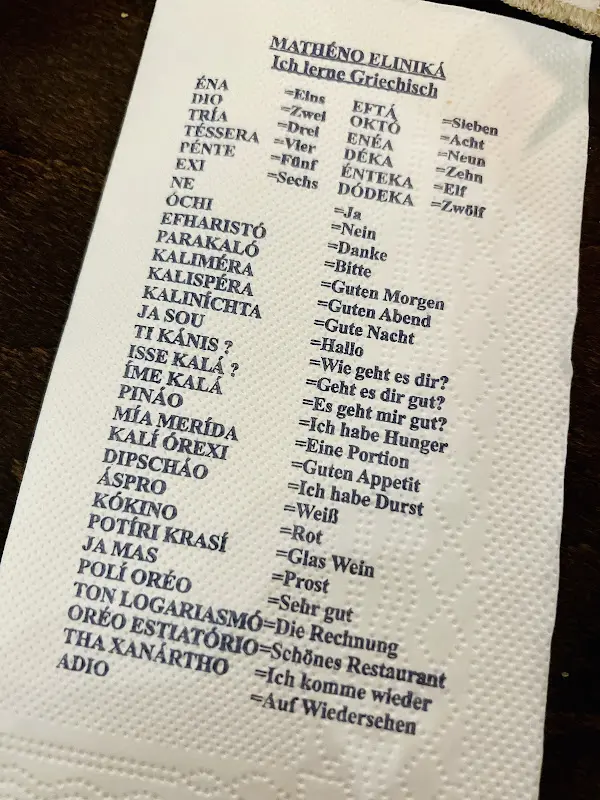 MATHÉNO ELINIKÁ
Ich lerne Griechisch
ÉNA =Eins EFTÁ =Sieben
DIO =Zwei OKTÓ =Acht
TRÍA =Drei ENÉA =Neun
TÉSSERA =Vier DÉKA =Zehn
PÉNTE =Fünf ÉNTEKA =Elf
EXI =Sechs DÓDEKA =Zwölf
NE =Ja
ÓCHI =Nein
EFHARISTÓ =Danke
PARAKALÓ =Bitte
KALIMÉRA =Guten Morgen
KALISPÉRA =Guten Abend
KALINÍCHTA =Gute Nacht
JA SOU =Hallo
TI KÁNIS ? =Wie geht es dir?
ISSE KALÁ ? =Geht es dir gut?
ÍME KALÁ =Es geht mir gut?
PINÁO =Ich habe Hunger
MÍA MERÍDA =Eine Portion
KALÍ ÓREXI =Guten Appetit
DIPSCHÁO =Ich habe Durst
ÁSPRO =Weiß
KÓKINO =Rot
POTÍRI KRASÍ =Glas Wein
JA MAS =Prost
POLÍ ORÉO =Sehr gut
TON LOGARIASMÓ=Die Rechnung
ORÉO ESTIATÓRIO=Schönes Restaurant
THA XANÁRTHO =Ich komme wieder
ADIO =Auf Wiedersehen